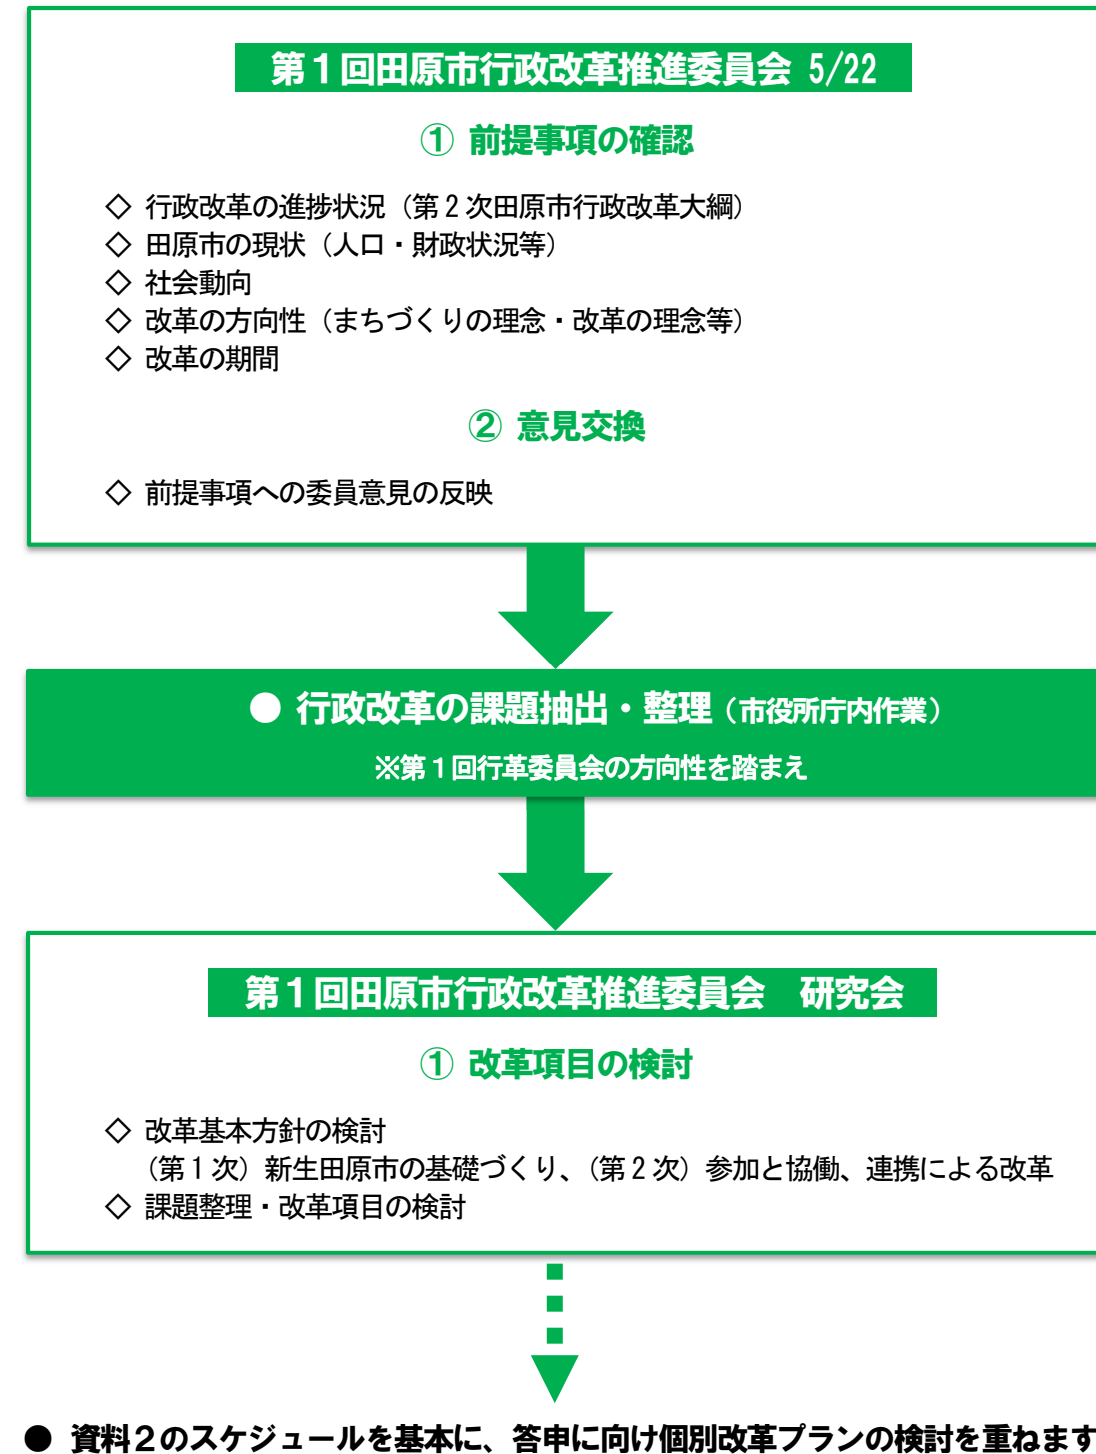 第１回田原市行政改革推進委員会 5/22
① 前提事項の確認
◇ 行政改革の進捗状況（第２次田原市行政改革大綱）
◇ 田原市の現状（人口・財政状況等）
◇ 社会動向
◇ 改革の方向性（まちづくりの理念・改革の理念等）
◇ 改革の期間
② 意見交換
◇ 前提事項への委員意見の反映
● 行政改革の課題抽出・整理（市役所庁内作業）
※第１回行革委員会の方向性を踏まえ
第１回田原市行政改革推進委員会　研究会
① 改革項目の検討
◇ 改革基本方針の検討
（第１次）新生田原市の基礎づくり、（第２次）参加と協働、連携による改革
◇ 課題整理・改革項目の検討
● 資料２のスケジュールを基本に、答申に向け個別改革プランの検討を重ねます